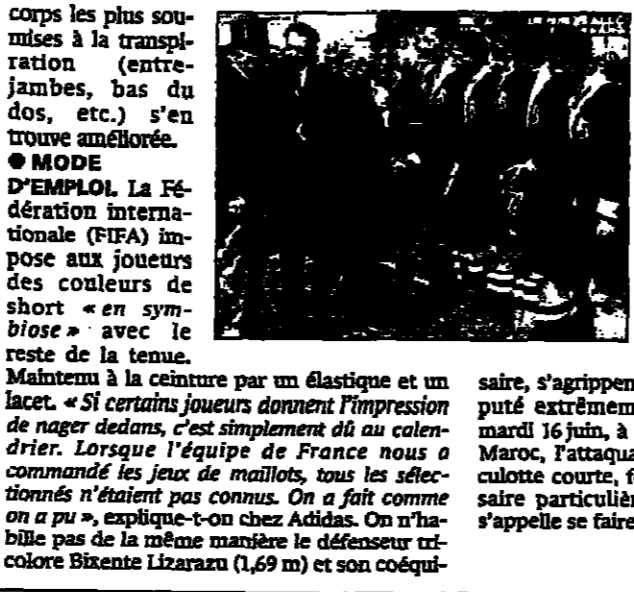 corps les plus sou-
mises à la transpi-
ration (entre-
jambes, bas du
dos, etc.) s'en
trouve améliorée.
● MODE
D'EMPLOI. La Fé-
dération interna-
tionale (FIFA) im-
pose aux joueurs
des couleurs de
short « en sym-
biose » avec le
reste de la tenue.
Maintenu à la ceinture par un élastique et un
lacet. « Si certains joueurs donnent l'impression
de nager dedans, c'est simplement dû au calen-
drier. Lorsque l'équipe de France nous a
commandé les jeux de maillots, tous les sélec-
tionnés n'étaient pas connus. On a fait comme
on a pu », explique-t-on chez Adidas. On n'ha-
bille pas de la même manière le défenseur tri-
colore Bixente Lizarazu (1,69 m) et son coéqui-
saire, s'agrippen
puté extrêmem
mardi 16 juin, à
Maroc, l'attaqua
culotte courte, f
saire particuliè
s'appelle se faire